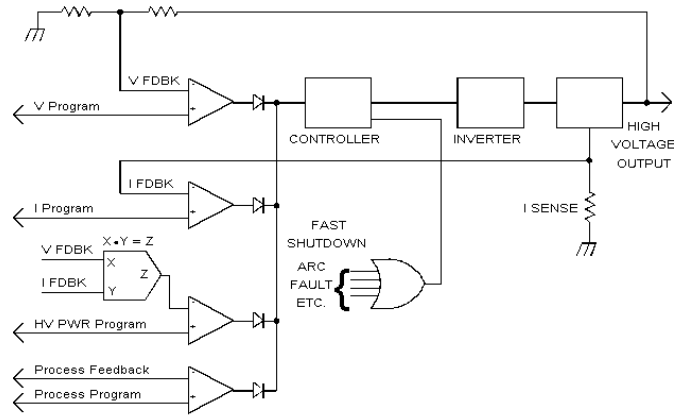 V FDBK
-
+
V Program
CONTROLLER
INVERTER
HIGH
VOLTAGE
OUTPUT
I FDBK
-
+
I Program
I SENSE
FAST
SHUTDOWN
X•Y = Z
V FDBK
X
Z
I FDBK
Y
ARC
FAULT
ETC.
-
+
HV PWR Program
Process Feedback
-
+
Process Program